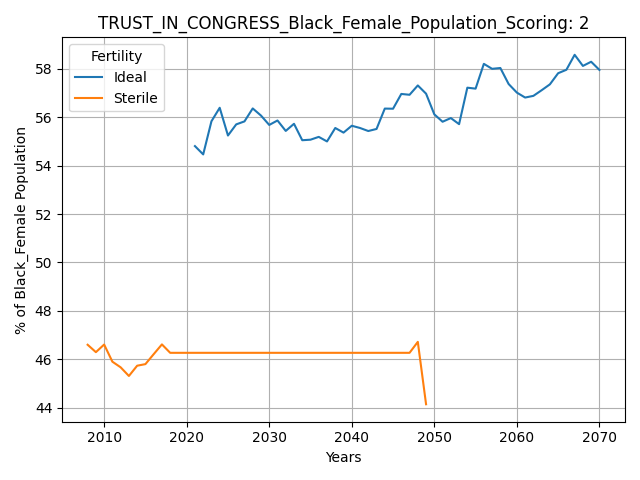 TRUST_IN_CONGRESS_Black_Female_Population_Scoring: 2
Fertility
Ideal
Sterile
% of Black_Female Population
58
56
54
52
50
48
46
44
2010
2020
2030
2040
2050
2060
2070
Years